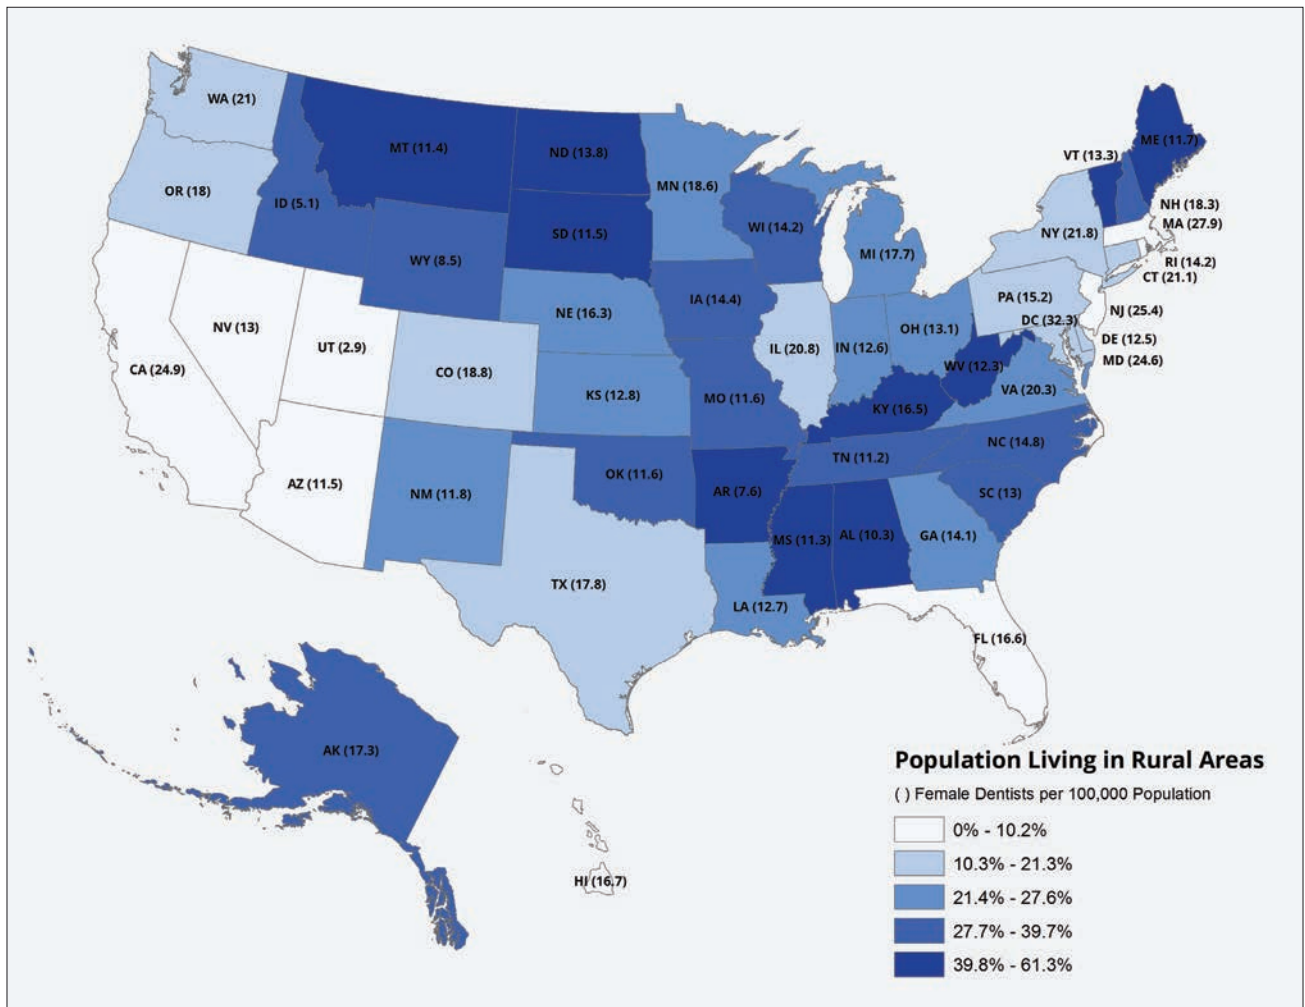 WA (21)
OR (18)
ID (5.1)
MT (11.4)
ND (13.8)
MN (18.6)
SD (11.5)
WY (8.5)
WI (14.2)
MI (17.7)
VT (13.3)
ME (11.7)
NH (18.3)
MA (27.9)
NY (21.8)
RI (14.2)
CT (21.1)
PA (15.2)
NJ (25.4)
DC (32.3)
DE (12.5)
MD (24.6)
CA (24.9)
NV (13)
UT (2.9)
CO (18.8)
NE (16.3)
IA (14.4)
IL (20.8)
IN (12.6)
OH (13.1)
WV (12.3)
VA (20.3)
KS (12.8)
MO (11.6)
KY (16.5)
NC (14.8)
TN (11.2)
SC (13)
AZ (11.5)
NM (11.8)
OK (11.6)
AR (7.6)
MS (11.3)
AL (10.3)
GA (14.1)
TX (17.8)
LA (12.7)
FL (16.6)
AK (17.3)
HI (16.7)
Population Living in Rural Areas
( ) Female Dentists per 100,000 Population
0% - 10.2%
10.3% - 21.3%
21.4% - 27.6%
27.7% - 39.7%
39.8% - 61.3%